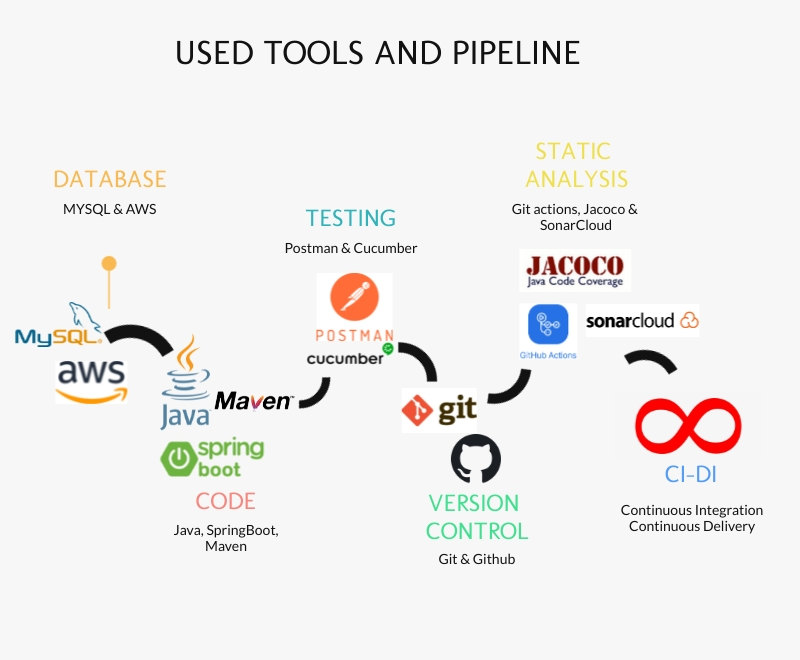 USED TOOLS AND PIPELINE
DATABASE
MYSQL & AWS
MySQL
aws
Java
Maven™
spring
boot
CODE
Java, SpringBoot,
Maven
TESTING
Postman & Cucumber
POSTMAN
cucumber
git
VERSION
CONTROL
Git & Github
STATIC
ANALYSIS
Git actions, Jacoco &
SonarCloud
JACOCO
Java Code Coverage
GitHub Actions
sonarcloud
CI-DI
Continuous Integration
Continuous Delivery